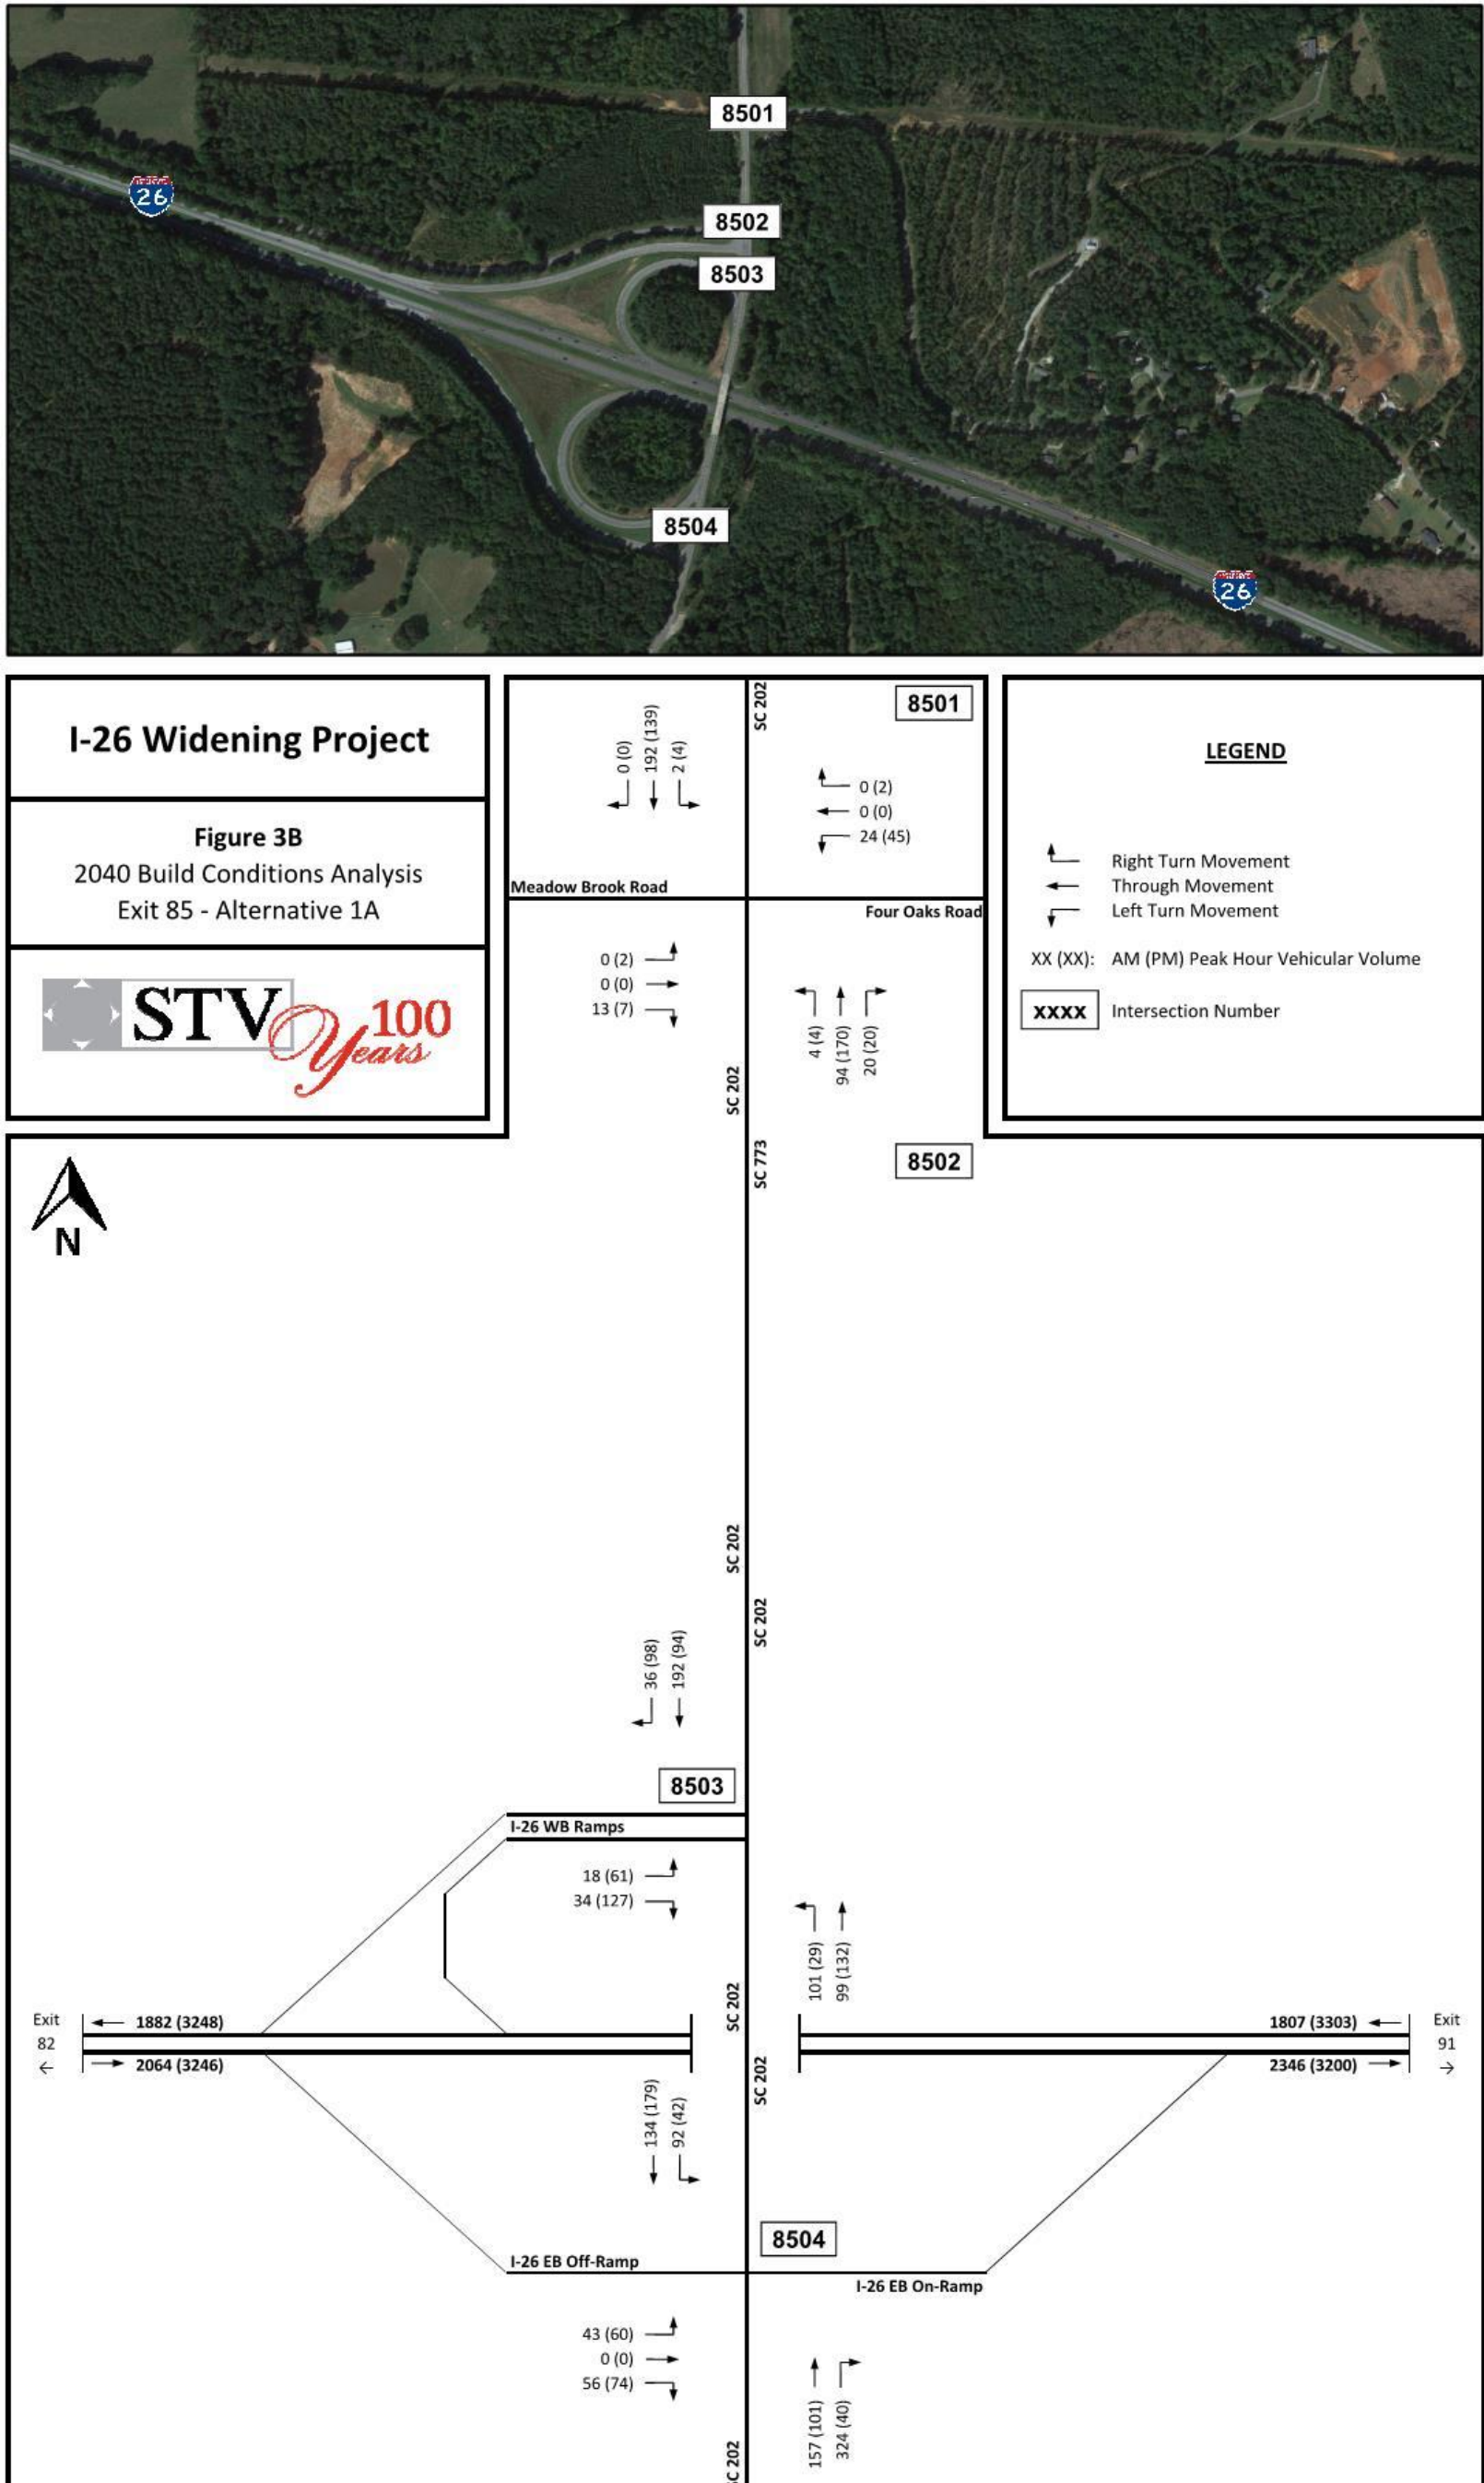 8501
26
8502
8503
8504
26
I-26 Widening Project
Figure 3B
2040 Build Conditions Analysis
Exit 85 - Alternative 1A
STV 100
Years
SC 202
8501
0 (0)
192 (139)
2 (4)
0 (2)
0 (0)
24 (45)
Meadow Brook Road
Four Oaks Road
0 (2)
0 (0)
13 (7)
4 (4)
94 (170)
20 (20)
SC 202
LEGEND
Right Turn Movement
Through Movement
Left Turn Movement
XX (XX): AM (PM) Peak Hour Vehicular Volume
XXXX Intersection Number
N
SC 773
8502
SC 202
SC 202
36 (98)
192 (94)
8503
I-26 WB Ramps
18 (61)
34 (127)
101 (29)
99 (132)
SC 202
Exit
82
←
1882 (3248)
2064 (3246)
1807 (3303)
2346 (3200)
Exit
91
→
SC 202
134 (179)
92 (42)
8504
I-26 EB Off-Ramp
I-26 EB On-Ramp
43 (60)
0 (0)
56 (74)
157 (101)
324 (40)
SC 202